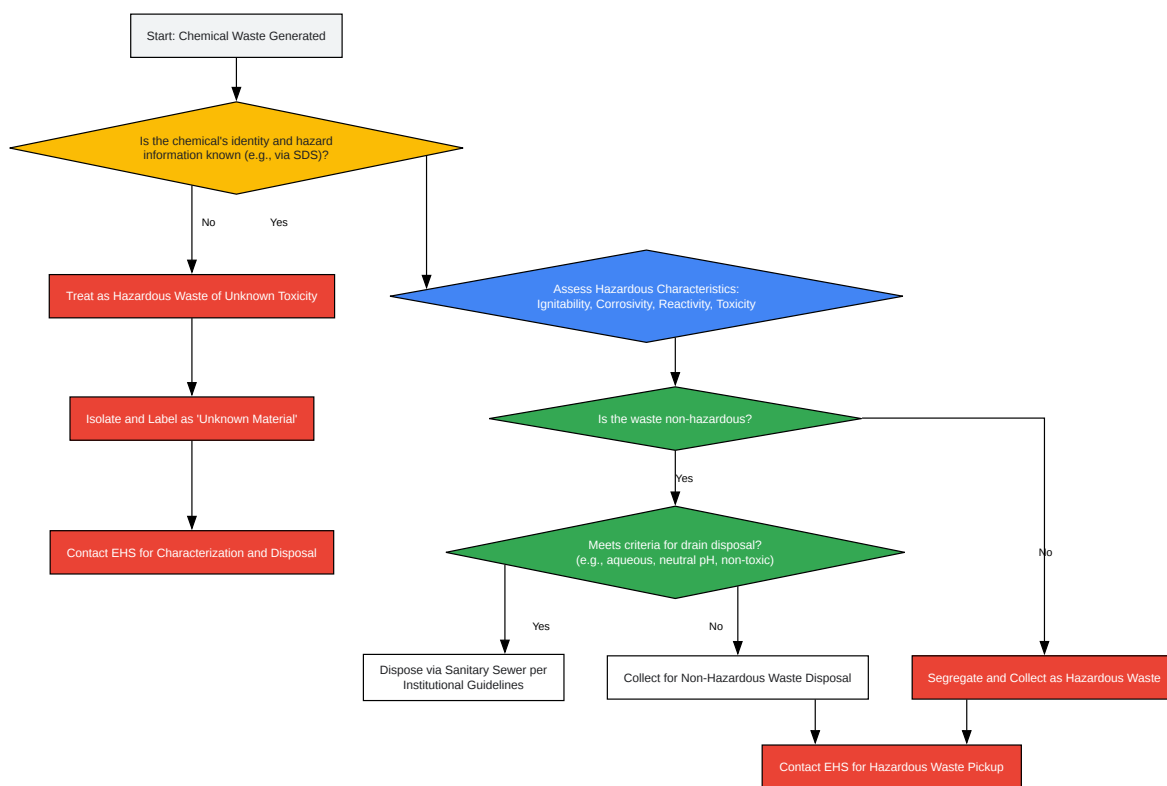 Start: Chemical Waste Generated
Is the chemical's identity and hazard
information known (e.g., via SDS)?
No
Yes
Treat as Hazardous Waste of Unknown Toxicity
Assess Hazardous Characteristics:
Ignitability, Corrosivity, Reactivity, Toxicity
Isolate and Label as 'Unknown Material'
Is the waste non-hazardous?
Yes
Contact EHS for Characterization and Disposal
Meets criteria for drain disposal?
(e.g., aqueous, neutral pH, non-toxic)
No
Yes
No
Dispose via Sanitary Sewer per
Institutional Guidelines
Collect for Non-Hazardous Waste Disposal
Segregate and Collect as Hazardous Waste
Contact EHS for Hazardous Waste Pickup